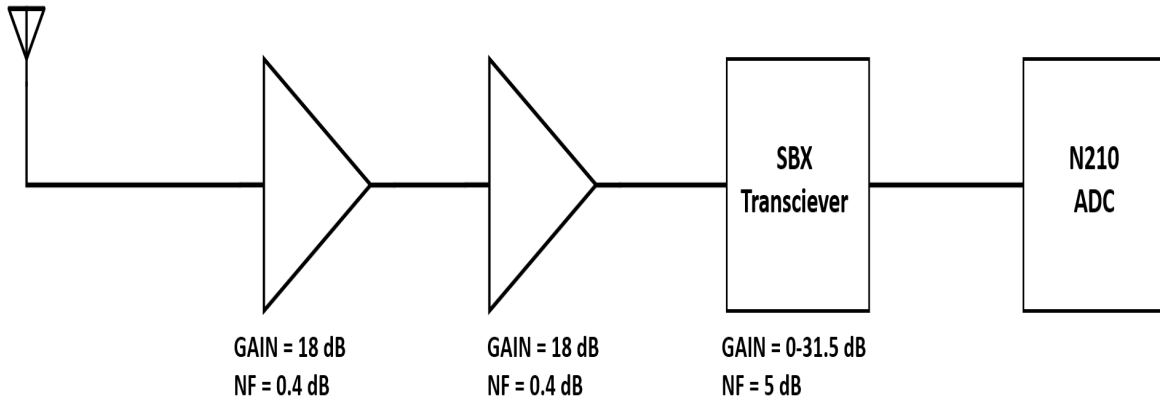 SBX
Transciever
N210
ADC
GAIN = 18 dB
NF = 0.4 dB
GAIN = 18 dB
NF = 0.4 dB
GAIN = 0-31.5 dB
NF = 5 dB